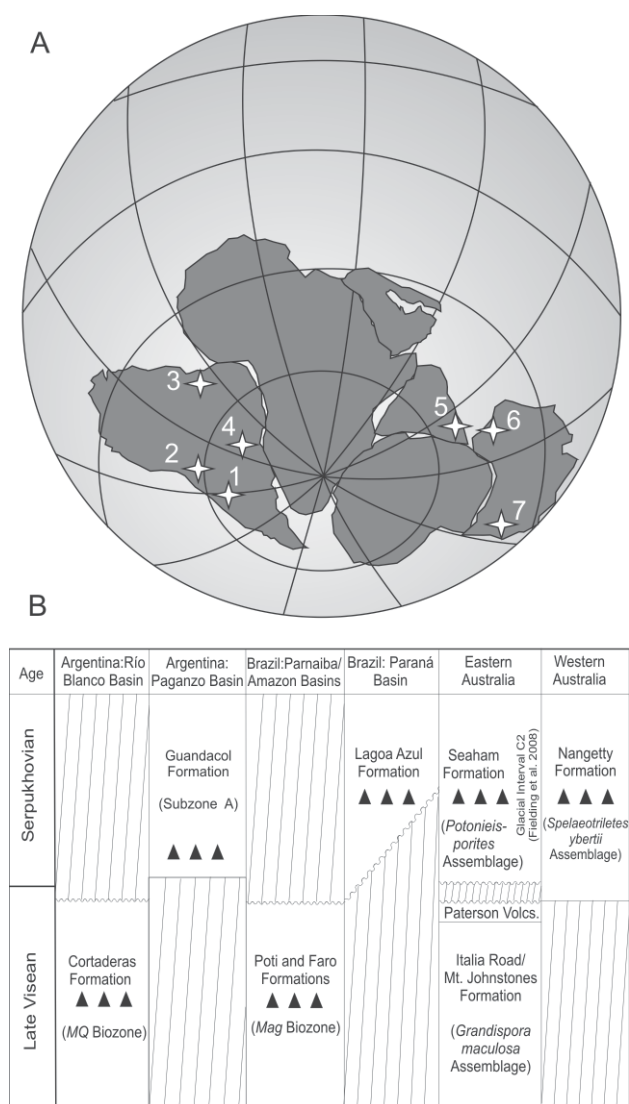 A
3
4
2
1
5
6
7
B
Age
Argentina:Río
Blanco Basin
Argentina:
Paganzo Basin
Brazil:Parnaiba/
Amazon Basins
Brazil: Paraná
Basin
Eastern
Australia
Western
Australia
Serpukhovian
Guandacol
Formation
(Subzone A)
Lagoa Azul
Formation
Seaham
Formation
(Potonieis-
porites
Assemblage)
Glacial Interval C2
(Fielding et al. 2008)
Nangetty
Formation
(Spelaeotriletes
ybertii
Assemblage)
Late Visean
Cortaderas
Formation
(MQ Biozone)
Poti and Faro
Formations
(Mag Biozone)
Paterson Volcs.
Italia Road/
Mt. Johnstones
Formation
(Grandispora
maculosa
Assemblage)